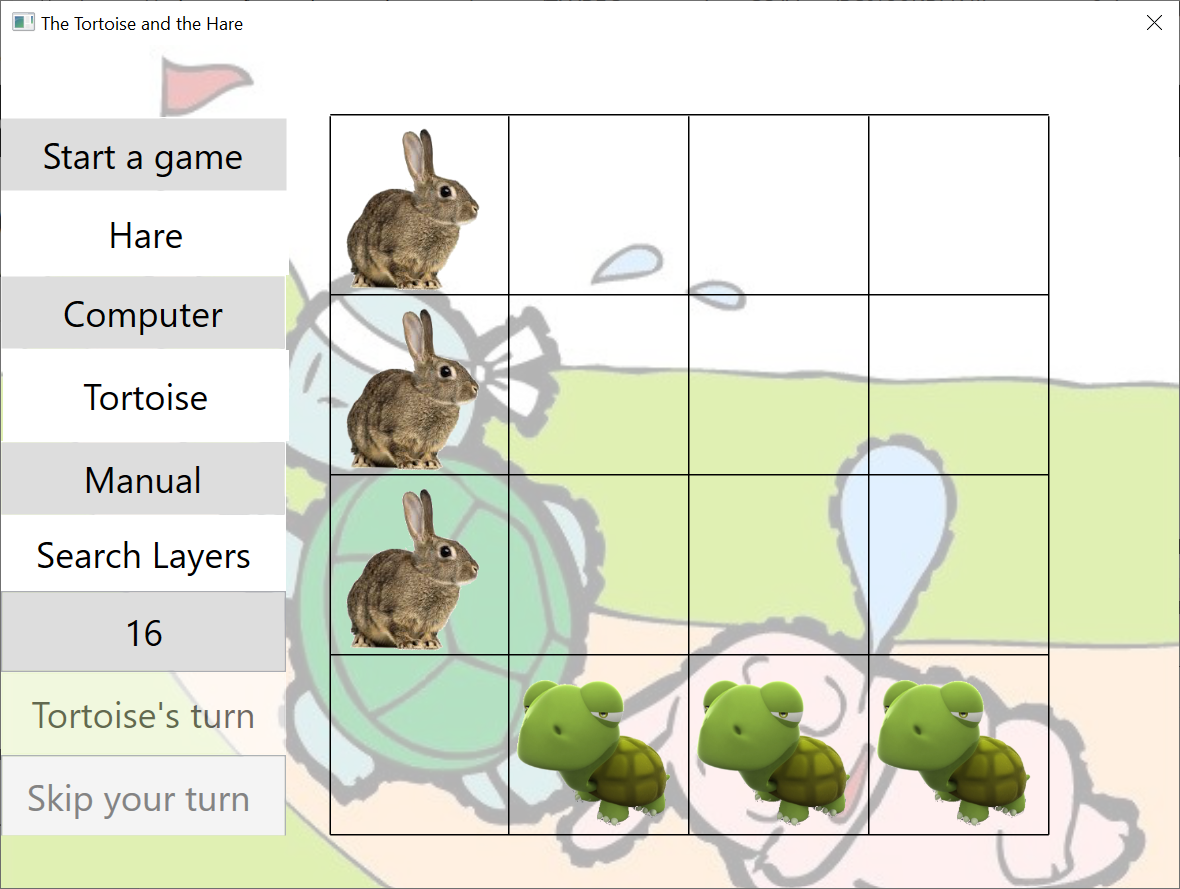 The Tortoise and the Hare
Start a game
Hare
Computer
Tortoise
Manual
Search Layers
16
Tortoise's turn
Skip your turn